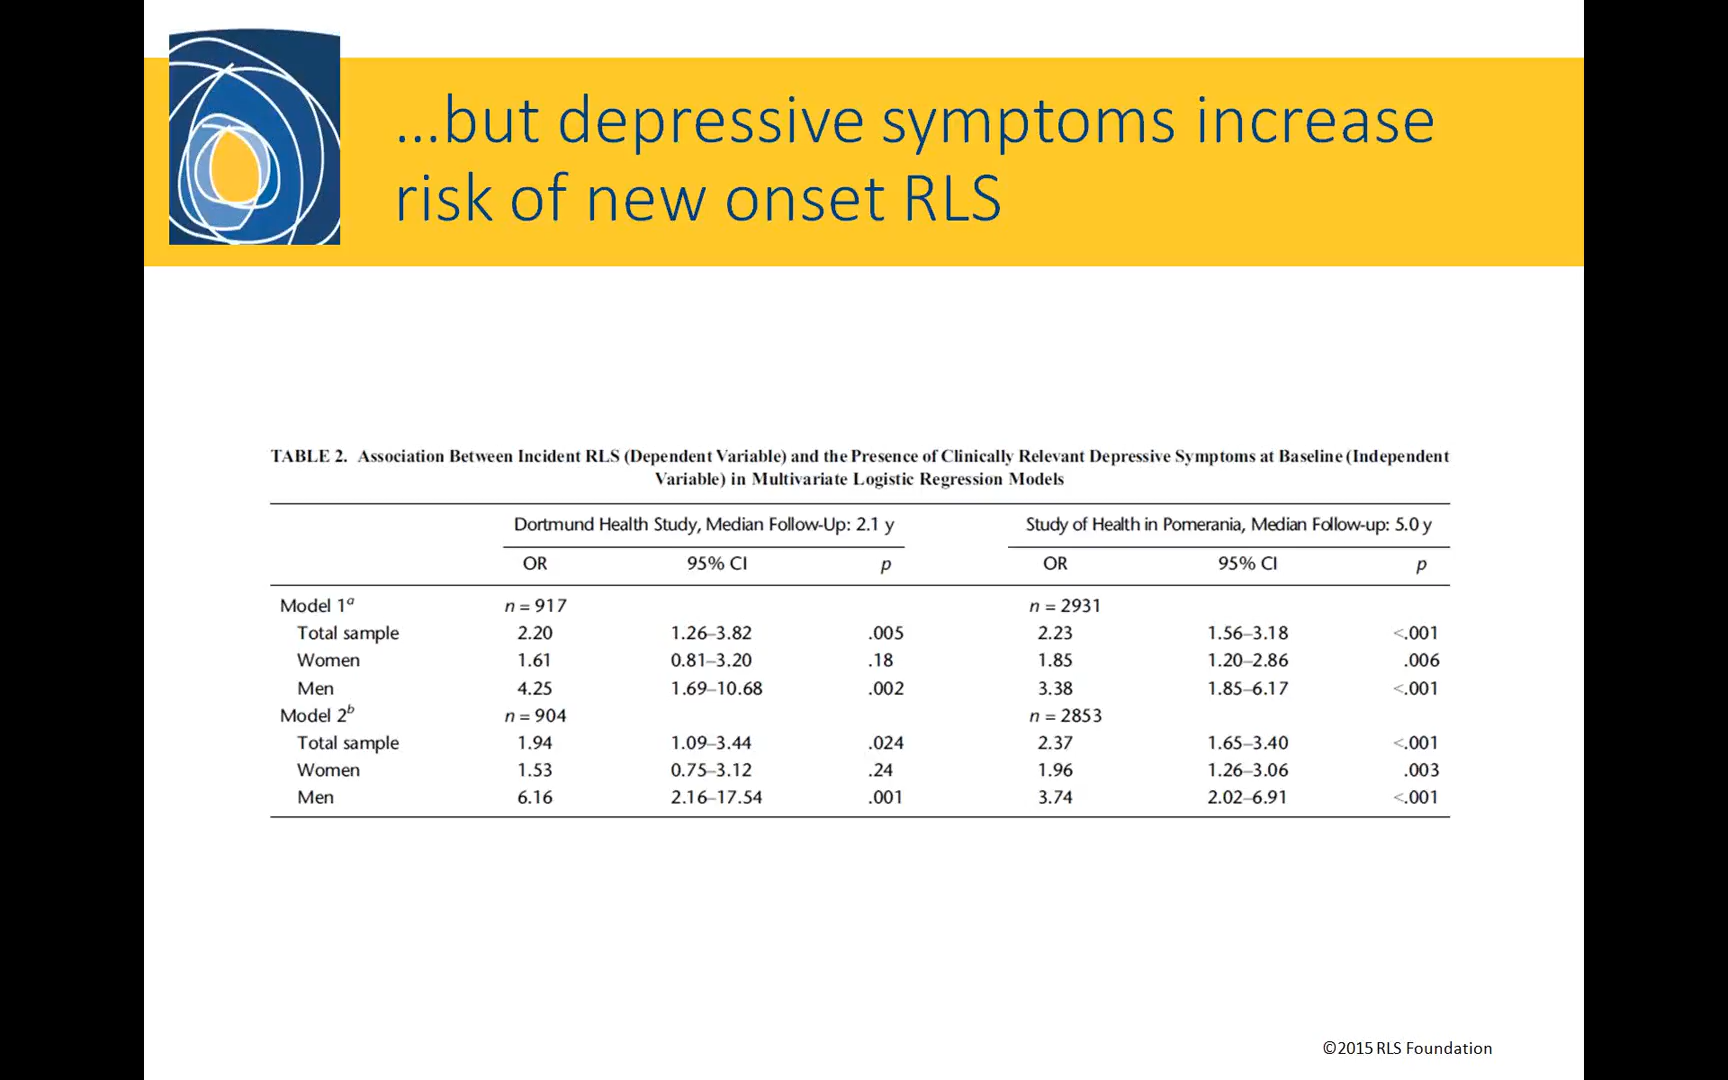 ...but depressive symptoms increase
risk of new onset RLS
TABLE 2. Association Between Incident RLS (Dependent Variable) and the Presence of Clinically Relevant Depressive Symptoms at Baseline (Independent
Variable) in Multivariate Logistic Regression Models
Dortmund Health Study, Median Follow-Up: 2.1 y Study of Health in Pomerania, Median Follow-up: 5.0 y
OR 95% CI p OR 95% CI p
Model 1a n = 917 n = 2931
Total sample 2.20 1.26–3.82 .005 2.23 1.56–3.18 <.001
Women 1.61 0.81–3.20 .18 1.85 1.20–2.86 .006
Men 4.25 1.69–10.68 .002 3.38 1.85–6.17 <.001
Model 2b n = 904 n = 2853
Total sample 1.94 1.09–3.44 .024 2.37 1.65–3.40 <.001
Women 1.53 0.75–3.12 .24 1.96 1.26–3.06 .003
Men 6.16 2.16–17.54 .001 3.74 2.02–6.91 <.001
©2015 RLS Foundation